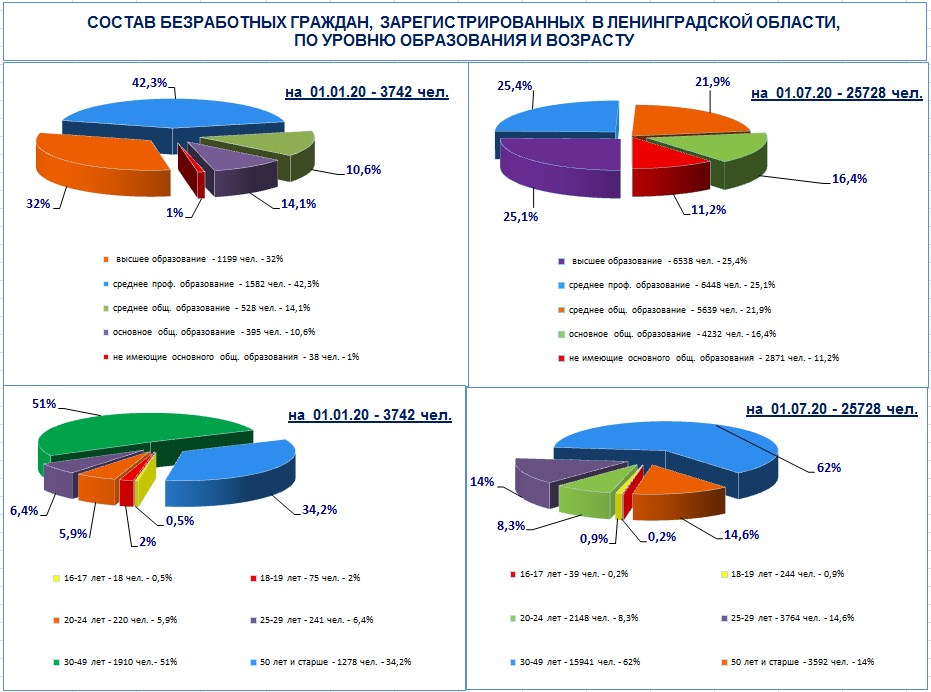 СОСТАВ БЕЗРАБОТНЫХ ГРАЖДАН, ЗАРЕГИСТРИРОВАННЫХ В ЛЕНИНГРАДСКОЙ ОБЛАСТИ,
ПО УРОВНЮ ОБРАЗОВАНИЯ И ВОЗРАСТУ
на 01.01.20 - 3742 чел.
42,3%
10,6%
32%
14,1%
1%
высшее образование - 1199 чел. - 32%
среднее проф. образование - 1582 чел. - 42,3%
среднее общ. образование - 528 чел. - 14,1%
основное общ. образование - 395 чел. - 10,6%
не имеющие основного общ. образования - 38 чел. - 1%
на 01.07.20 - 25728 чел.
25,4%
21,9%
16,4%
25,1%
11,2%
высшее образование - 6538 чел. - 25,4%
среднее проф. образование - 6448 чел. - 25,1%
среднее общ. образование - 5639 чел. - 21,9%
основное общ. образование - 4232 чел. - 16,4%
не имеющие основного общ. образования - 2871 чел. - 11,2%
на 01.01.20 - 3742 чел.
51%
6,4%
34,2%
5,9%
0,5%
2%
16-17 лет - 18 чел. - 0,5%
18-19 лет - 75 чел. - 2%
20-24 лет - 220 чел. - 5,9%
25-29 лет - 241 чел. - 6,4%
30-49 лет - 1910 чел.- 51%
50 лет и старше - 1278 чел. - 34,2%
на 01.07.20 - 25728 чел.
62%
14%
8,3%
0,9%
0,2%
14,6%
16-17 лет - 39 чел. - 0,2%
18-19 лет - 244 чел. - 0,9%
20-24 лет - 2148 чел. - 8,3%
25-29 лет - 3764 чел. - 14,6%
30-49 лет - 15941 чел. - 62%
50 лет и старше - 3592 чел. - 14%